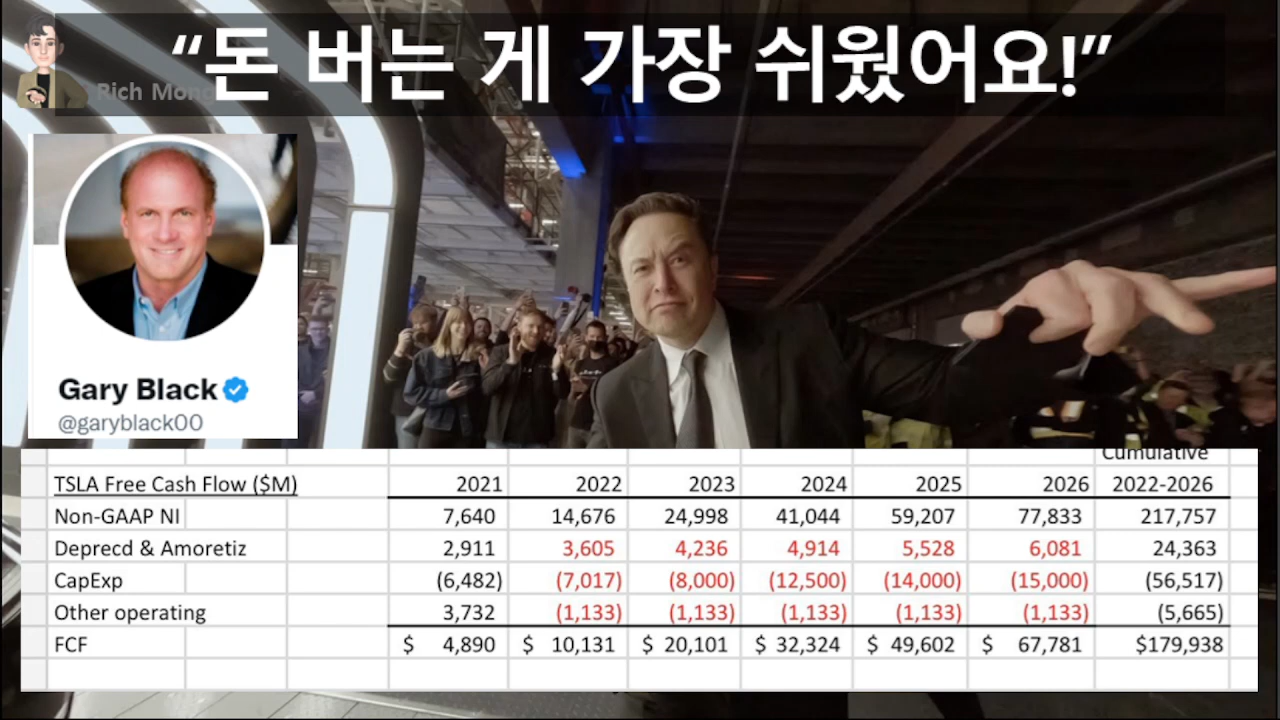 “돈 버는 게 가장 쉬웠어요!”
Rich Mong
Gary Black
@garyblack00
Cumulative
TSLA Free Cash Flow ($M) 2021 2022 2023 2024 2025 2026 2022-2026
Non-GAAP NI 7,640 14,676 24,998 41,044 59,207 77,833 217,757
Deprecd & Amoretiz 2,911 3,605 4,236 4,914 5,528 6,081 24,363
CapExp (6,482) (7,017) (8,000) (12,500) (14,000) (15,000) (56,517)
Other operating 3,732 (1,133) (1,133) (1,133) (1,133) (1,133) (5,665)
FCF $ 4,890 $ 10,131 $ 20,101 $ 32,324 $ 49,602 $ 67,781 $179,938